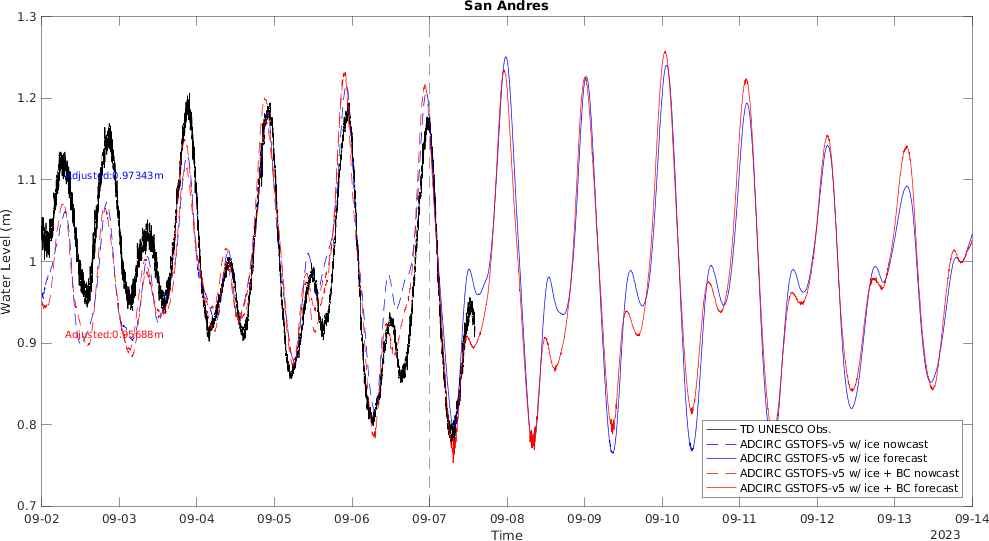 San Andres
1.3
1.2
1.1
1
0.9
0.8
0.7
Water Level (m)
Adjusted:0.97343m
Adjusted:0.95688m
TD UNESCO Obs.
ADCIRC GSTOFS-v5 w/ ice nowcast
ADCIRC GSTOFS-v5 w/ ice forecast
ADCIRC GSTOFS-v5 w/ ice + BC nowcast
ADCIRC GSTOFS-v5 w/ ice + BC forecast
09-02 09-03 09-04 09-05 09-06 09-07 09-08 09-09 09-10 09-11 09-12 09-13 09-14
Time
2023